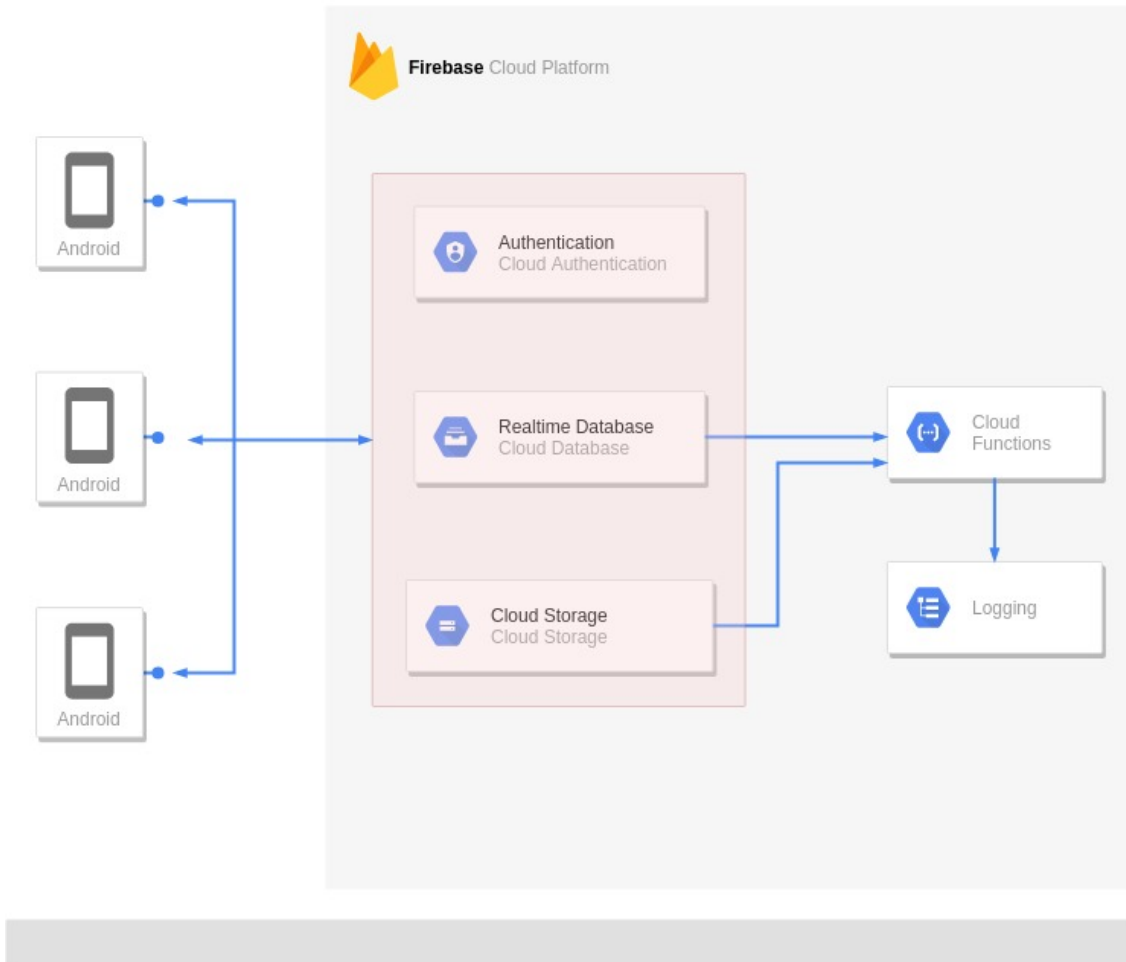 Firebase Cloud Platform
Android
Android
Android
Authentication
Cloud Authentication
Realtime Database
Cloud Database
Cloud Storage
Cloud Storage
Cloud
Functions
Logging